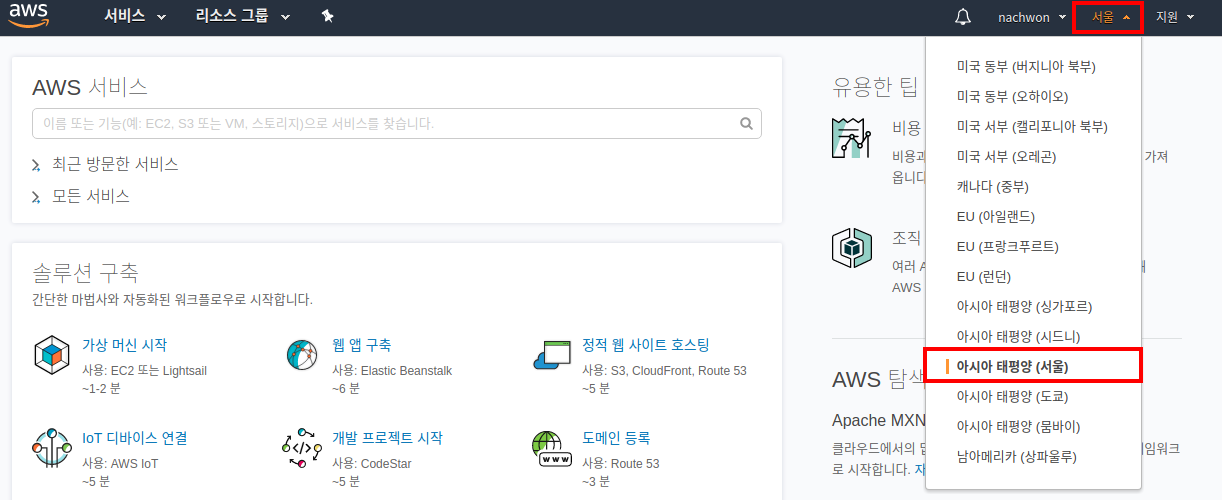 aws 서비스 리소스 그룹 nachwon 서울 지원
AWS 서비스
이름 또는 기능(예: EC2, S3 또는 VM, 스토리지)으로 서비스를 찾습니다.
최근 방문한 서비스
모든 서비스
솔루션 구축
간단한 마법사와 자동화된 워크플로우로 시작합니다.
가상 머신 시작
사용: EC2 또는 Lightsail
~1-2 분
웹 앱 구축
사용: Elastic Beanstalk
~6 분
정적 웹 사이트 호스팅
사용: S3, CloudFront, Route 53
~5 분
IoT 디바이스 연결
사용: AWS IoT
~5 분
개발 프로젝트 시작
사용: CodeStar
~5 분
도메인 등록
사용: Route 53
~3 분
유용한 팁
비용
비용과 가져
옵니다
조직
여러
AWS
AWS 탐색
Apache MXN
클라우드에서의 임워크
로 시작합니다.
미국 동부 (버지니아 북부)
미국 동부 (오하이오)
미국 서부 (캘리포니아 북부)
미국 서부 (오레곤)
캐나다 (중부)
EU (아일랜드)
EU (프랑크푸르트)
EU (런던)
아시아 태평양 (싱가포르)
아시아 태평양 (시드니)
아시아 태평양 (서울)
아시아 태평양 (도쿄)
아시아 태평양 (뭄바이)
남아메리카 (상파울루)